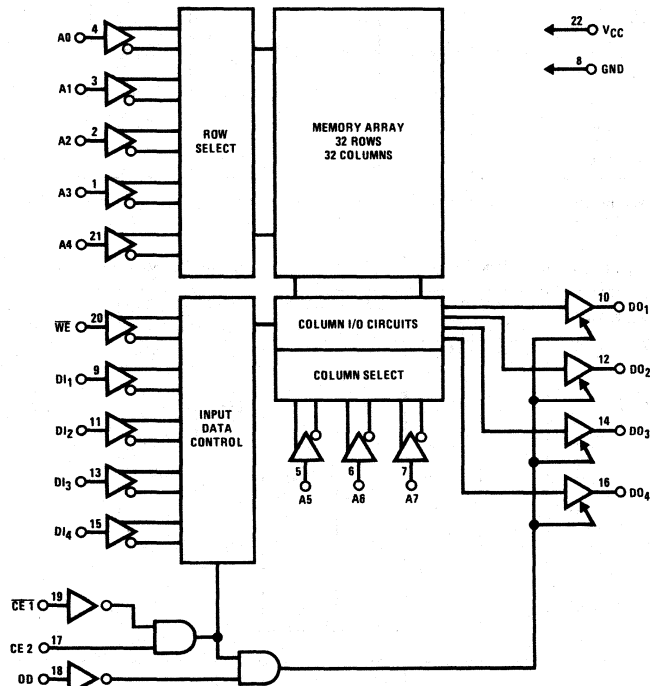 A0 4
A1 3
A2 2
A3 1
A4 21
ROW
SELECT
MEMORY ARRAY
32 ROWS
32 COLUMNS
22 VCC
8 GND
WE 20
DI1 9
DI2 11
DI3 13
DI4 15
INPUT
DATA
CONTROL
COLUMN I/O CIRCUITS
COLUMN SELECT
5 6 7
A5 A6 A7
10 DO1
12 DO2
14 DO3
16 DO4
CE 1 19
CE 2 17
OD 18